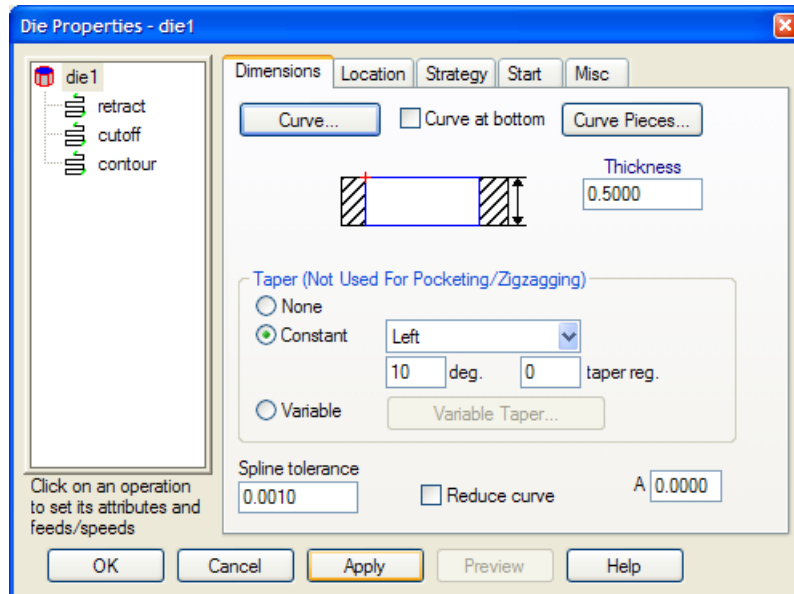 Die Properties - die1
die1
retract
cutoff
contour
Click on an operation
to set its attributes and
feeds/speeds
Dimensions Location Strategy Start Misc
Curve... Curve at bottom Curve Pieces...
Thickness
0.5000
Taper (Not Used For Pocketing/Zigzagging)
None
Constant Left
10 deg. 0 taper reg.
Variable Variable Taper...
Spline tolerance
0.0010 Reduce curve A 0.0000
OK Cancel Apply Preview Help